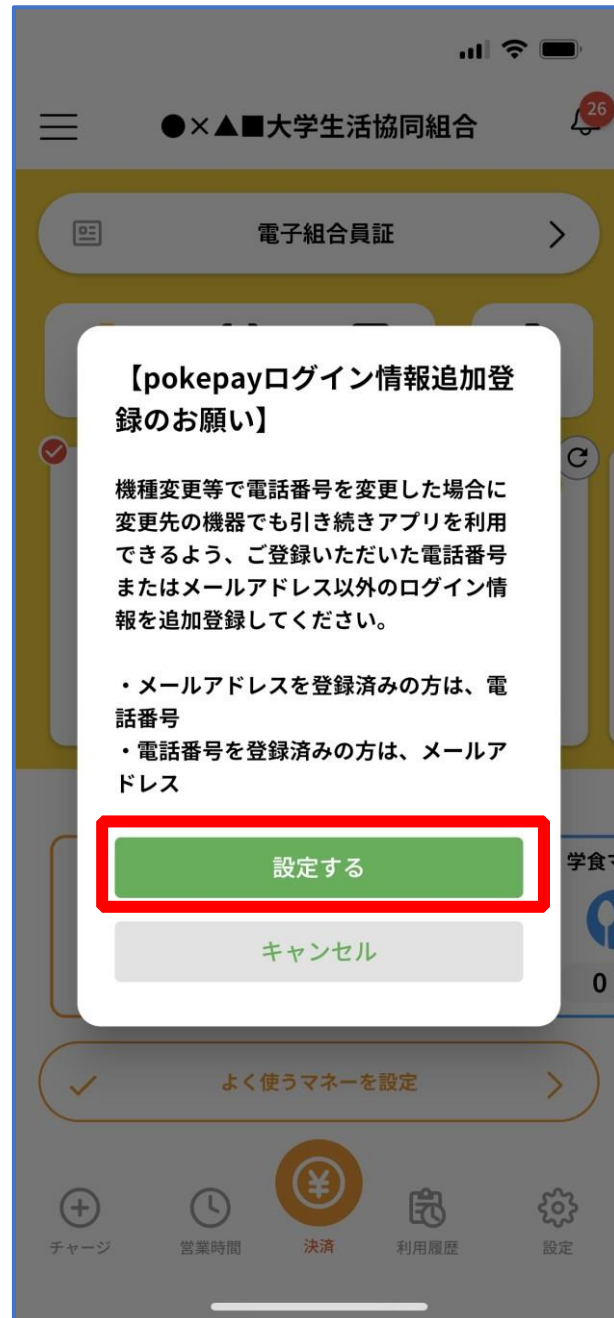 ●×▲■大学生活協同組合
26
電子組合員証
【pokepayログイン情報追加登
録のお願い】
機種変更等で電話番号を変更した場合に
変更先の機器でも引き続きアプリを利用
できるよう、ご登録いただいた電話番号
またはメールアドレス以外のログイン情
報を追加登録してください。
・メールアドレスを登録済みの方は、電
話番号
・電話番号を登録済みの方は、メールア
ドレス
設定する
学食
キャンセル
0
よく使うマネーを設定
チャージ
営業時間
決済
利用履歴
設定